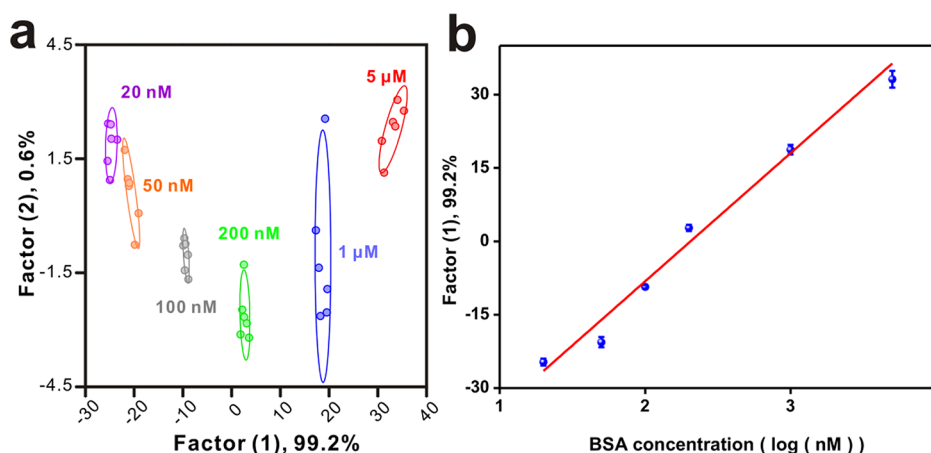 a
4.5
1.5
-1.5
-4.5
Factor (2), 0.6%
20 nM
50 nM
100 nM
200 nM
1 µM
5 µM
-30
-20
-10
0
10
20
30
40
Factor (1), 99.2%
b
30
15
0
-15
-30
Factor (1), 99.2%
1
2
3
BSA concentration ( log ( nM ) )